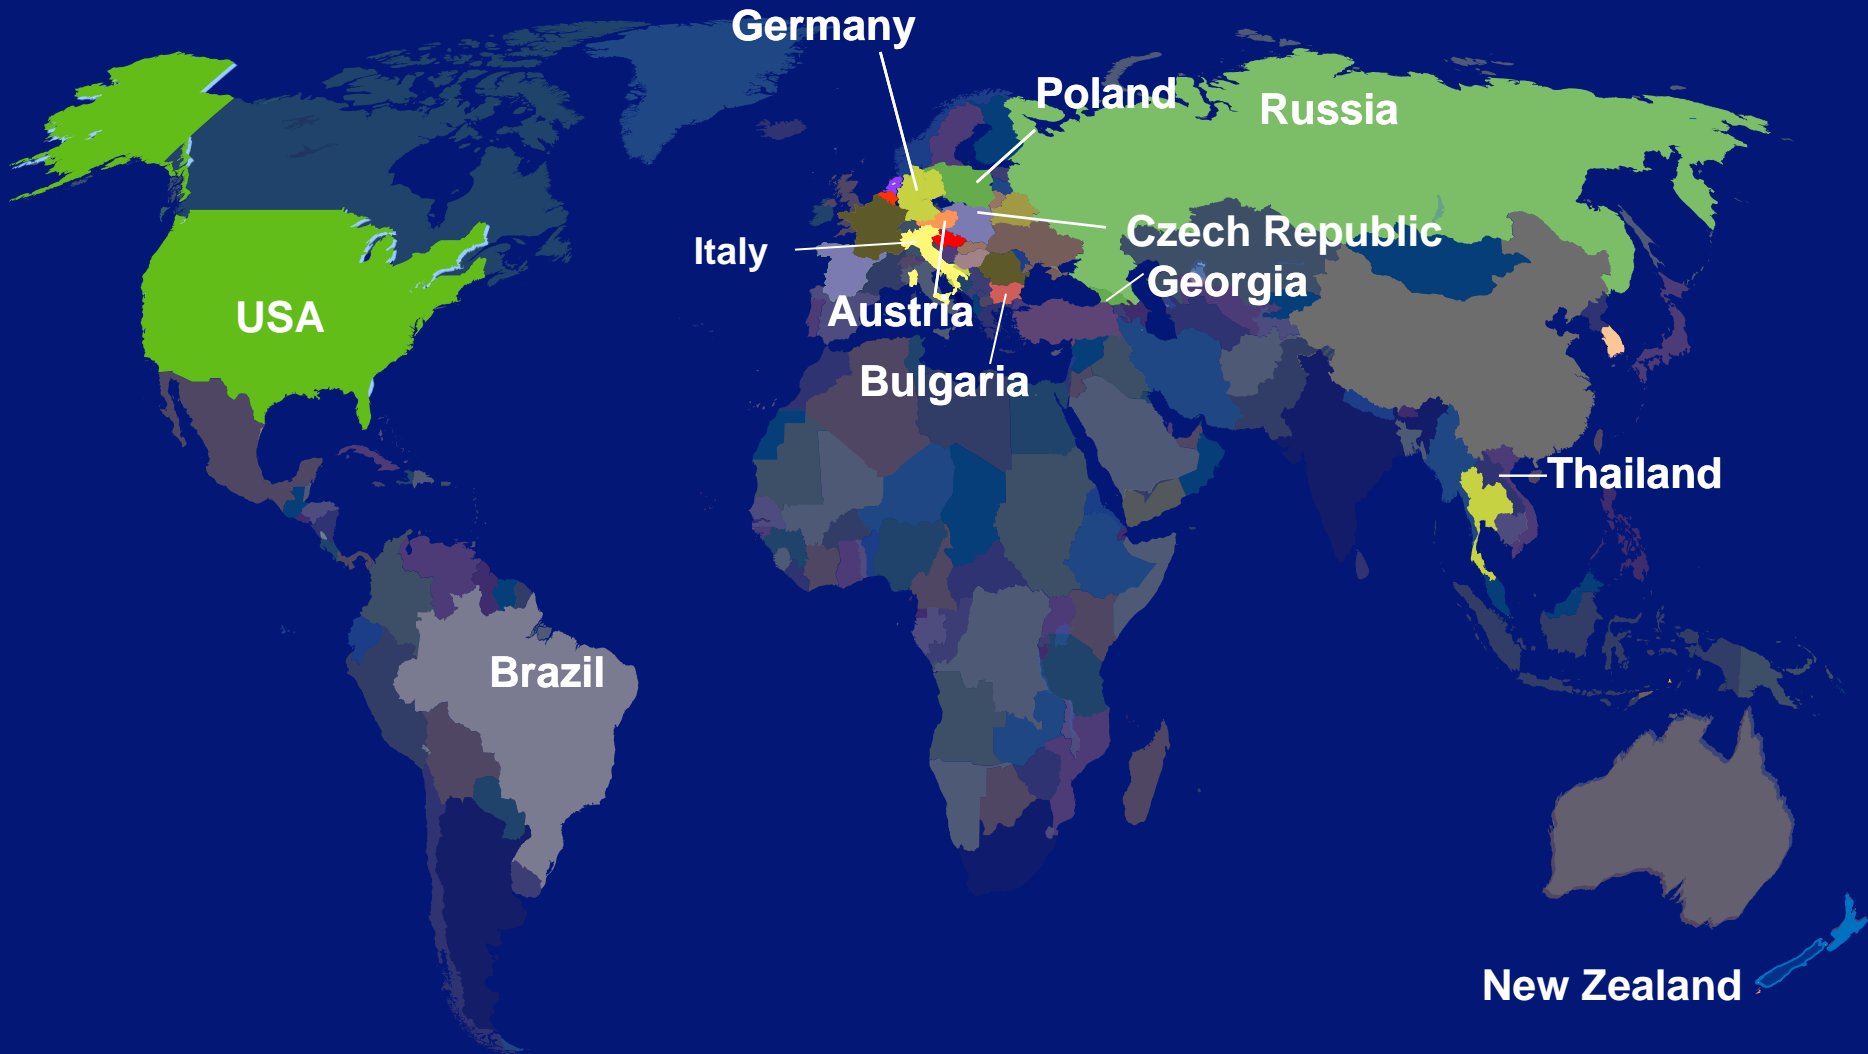 Germany
Poland
Russia
Czech Republic
Italy
Georgia
USA
Austria
Bulgaria
Thailand
Brazil
New Zealand